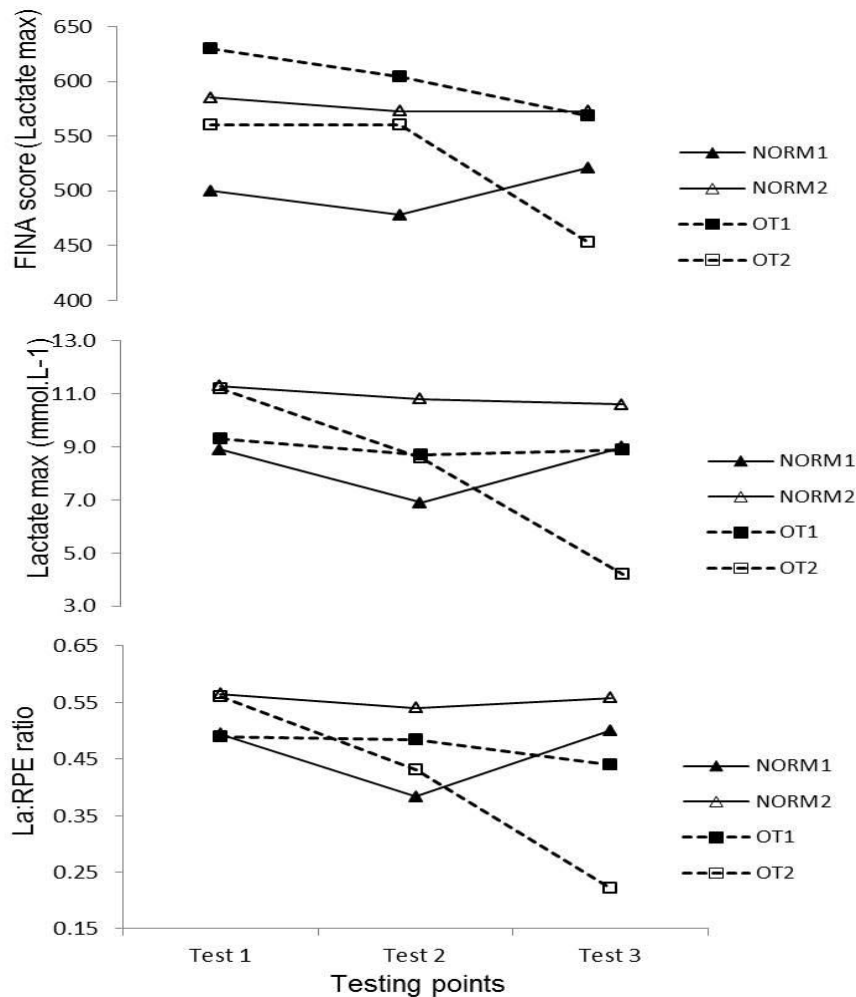 FINA score (Lactate max)
650
600
550
500
450
400
NORM1
NORM2
OT1
OT2
Lactate max (mmol.L-1)
13.0
11.0
9.0
7.0
5.0
3.0
NORM1
NORM2
OT1
OT2
La:RPE ratio
0.65
0.55
0.45
0.35
0.25
0.15
NORM1
NORM2
OT1
OT2
Test 1 Test 2 Test 3
Testing points